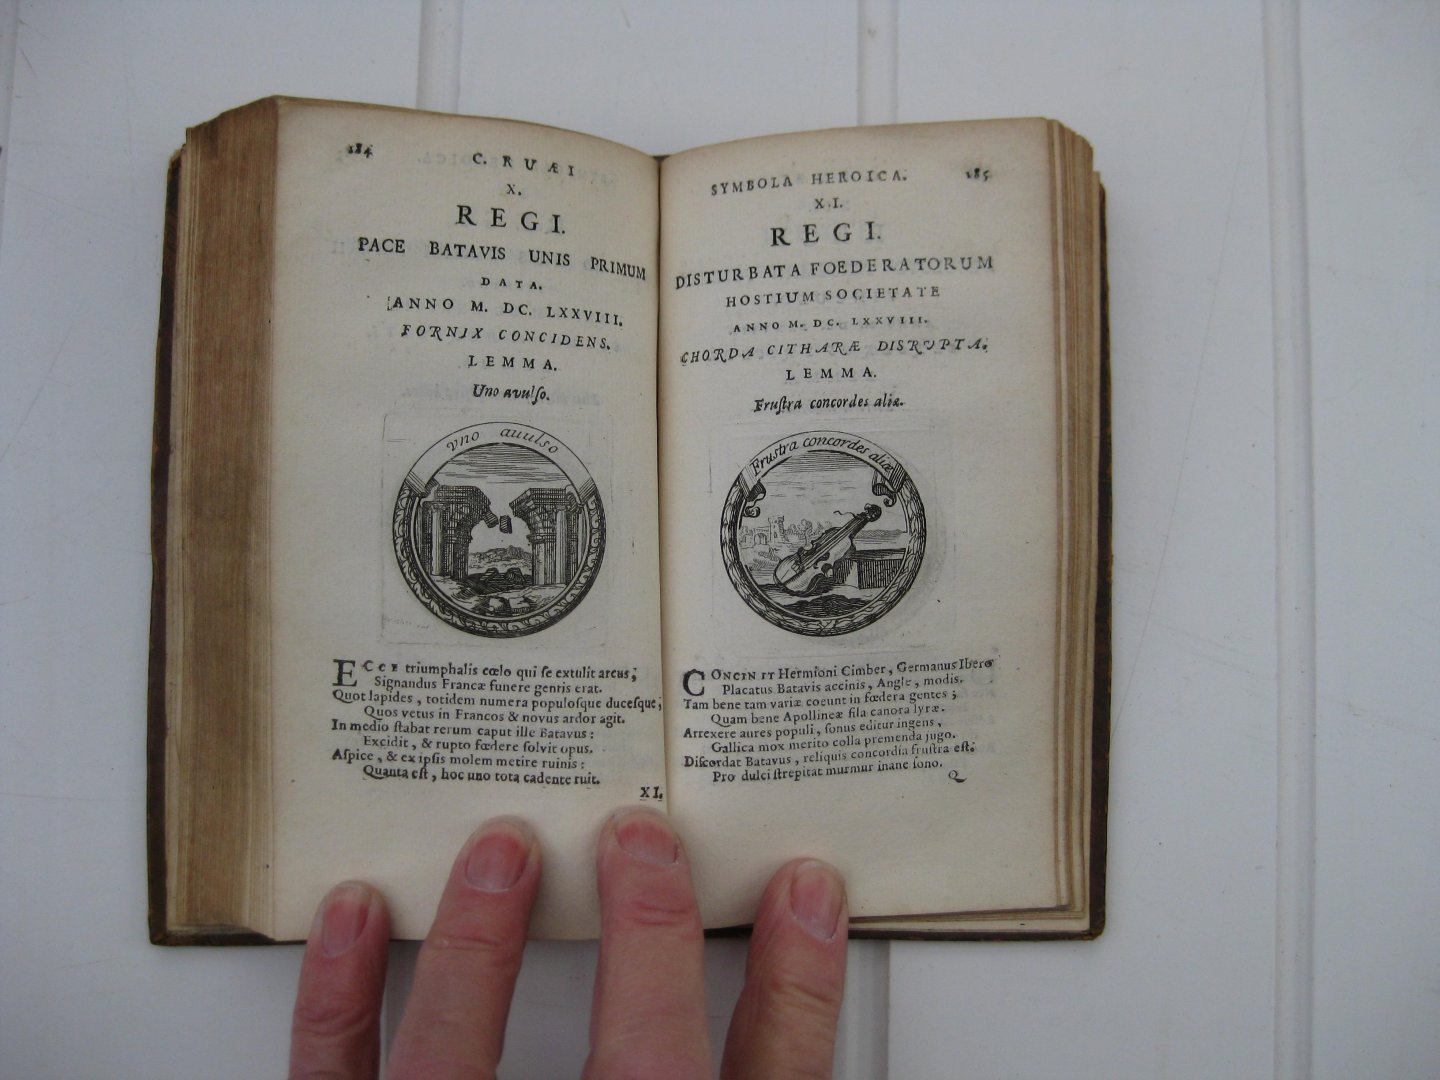 184
C. RUÆI
X.
REGI.
PACE BATAVIS UNIS PRIMUM
DATA.
ANNO M. DC. LXXVIII.
FORNIX CONCIDENS.
LEMMA.
Uno avulſo.
vno auulso
ECCE triumphalis cœlo qui ſe extulit arcus;
Signandus Francæ funere gentis erat.
Quot lapides, totidem numera populoſque duceſque;
Quos vetus in Francos & novus ardor agit.
In medio ſtabat rerum caput ille Batavus:
Excidit, & rupto fœdere ſolvit opus.
Aſpice, & ex ipſis molem metire ruinis:
Quanta eſt, hoc uno tota cadente ruit.
XI.
SYMBOLA HEROICA. 185
XI.
REGI.
DISTURBATA FOEDERATORUM
HOSTIUM SOCIETATE
ANNO M. DC. LXXVIII.
CHORDA CITHARÆ DISRUPTA.
LEMMA.
Fruſtra concordes aliæ.
Frustra concordes aliæ
CONCINIT Hermioni Cimber, Germanus Ibero
Placatus Batavis accinis, Angle, modis.
Tam bene tam variæ coeunt in fœdera gentes;
Quam bene Apollineæ fila canora lyræ.
Arrexere aures populi, ſonus editur ingens,
Gallica mox merito colla premenda jugo.
Diſcordat Batavus, reliquis concordia fruſtra eſt.
Pro dulci ſtrepitat murmur inane ſono.
Q